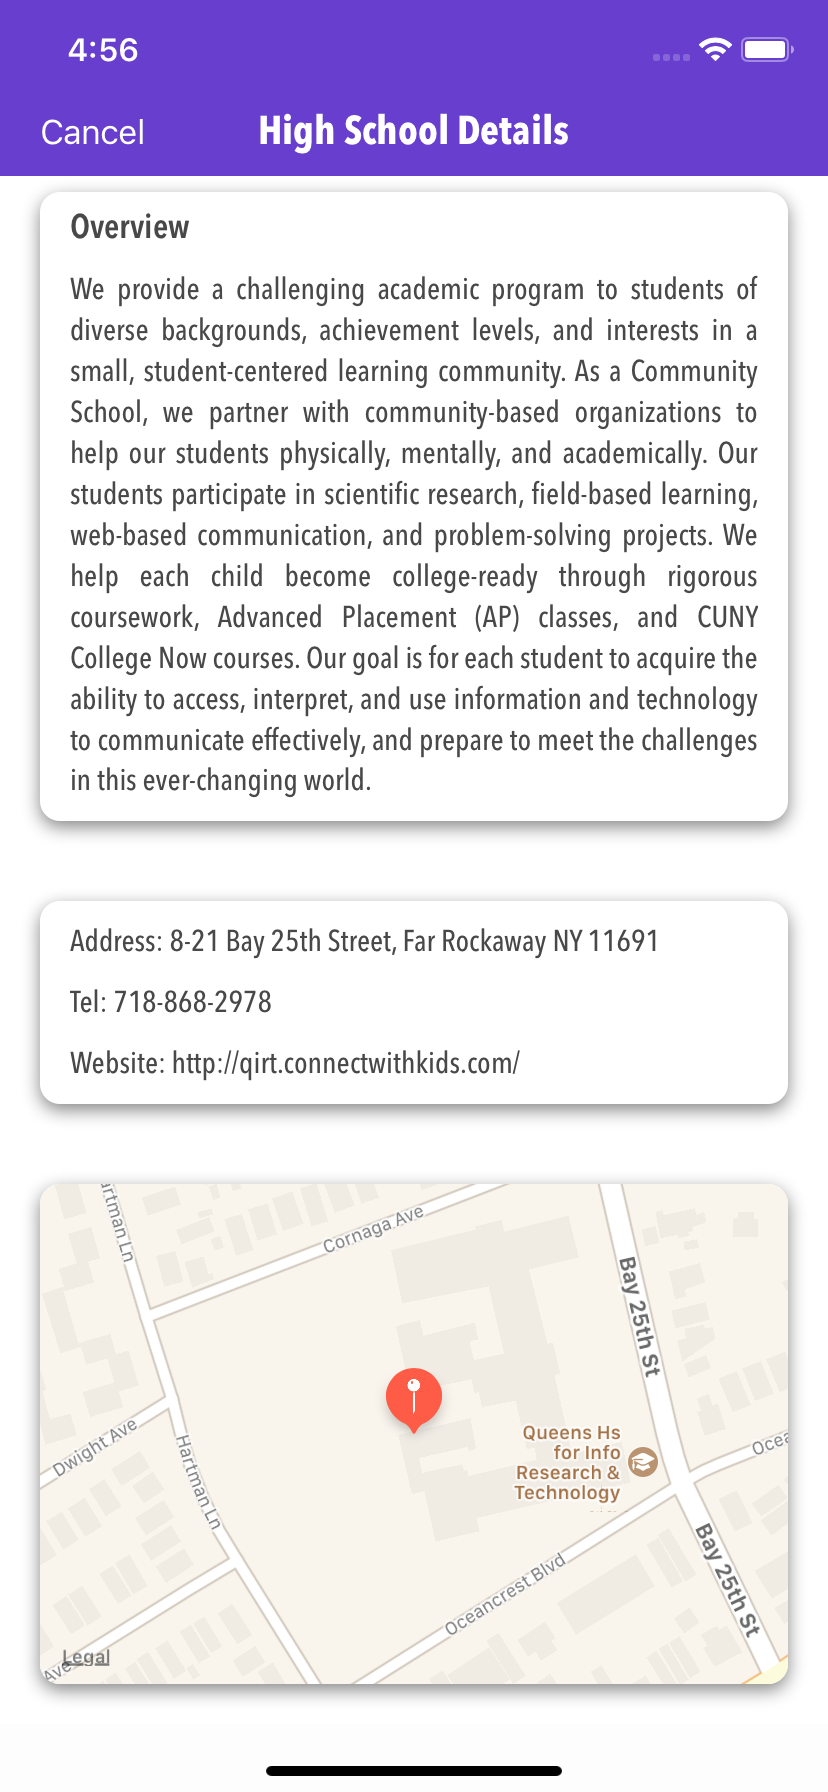 4:56
Cancel
High School Details
Overview
We provide a challenging academic program to students of
diverse backgrounds, achievement levels, and interests in a
small, student-centered learning community. As a Community
School, we partner with community-based organizations to
help our students physically, mentally, and academically. Our
students participate in scientific research, field-based learning,
web-based communication, and problem-solving projects. We
help each child become college-ready through rigorous
coursework, Advanced Placement (AP) classes, and CUNY
College Now courses. Our goal is for each student to acquire the
ability to access, interpret, and use information and technology
to communicate effectively, and prepare to meet the challenges
in this ever-changing world.
Address: 8-21 Bay 25th Street, Far Rockaway NY 11691
Tel: 718-868-2978
Website: http://qirt.connectwithkids.com/
artman Ln
Cornaga Ave
Bay 25th St
Dwight Ave
Hartman Ln
Queens Hs
for Info
Research &
Technology
Ocea
Oceancrest Blvd
Bay 25th St
Ave
Legal